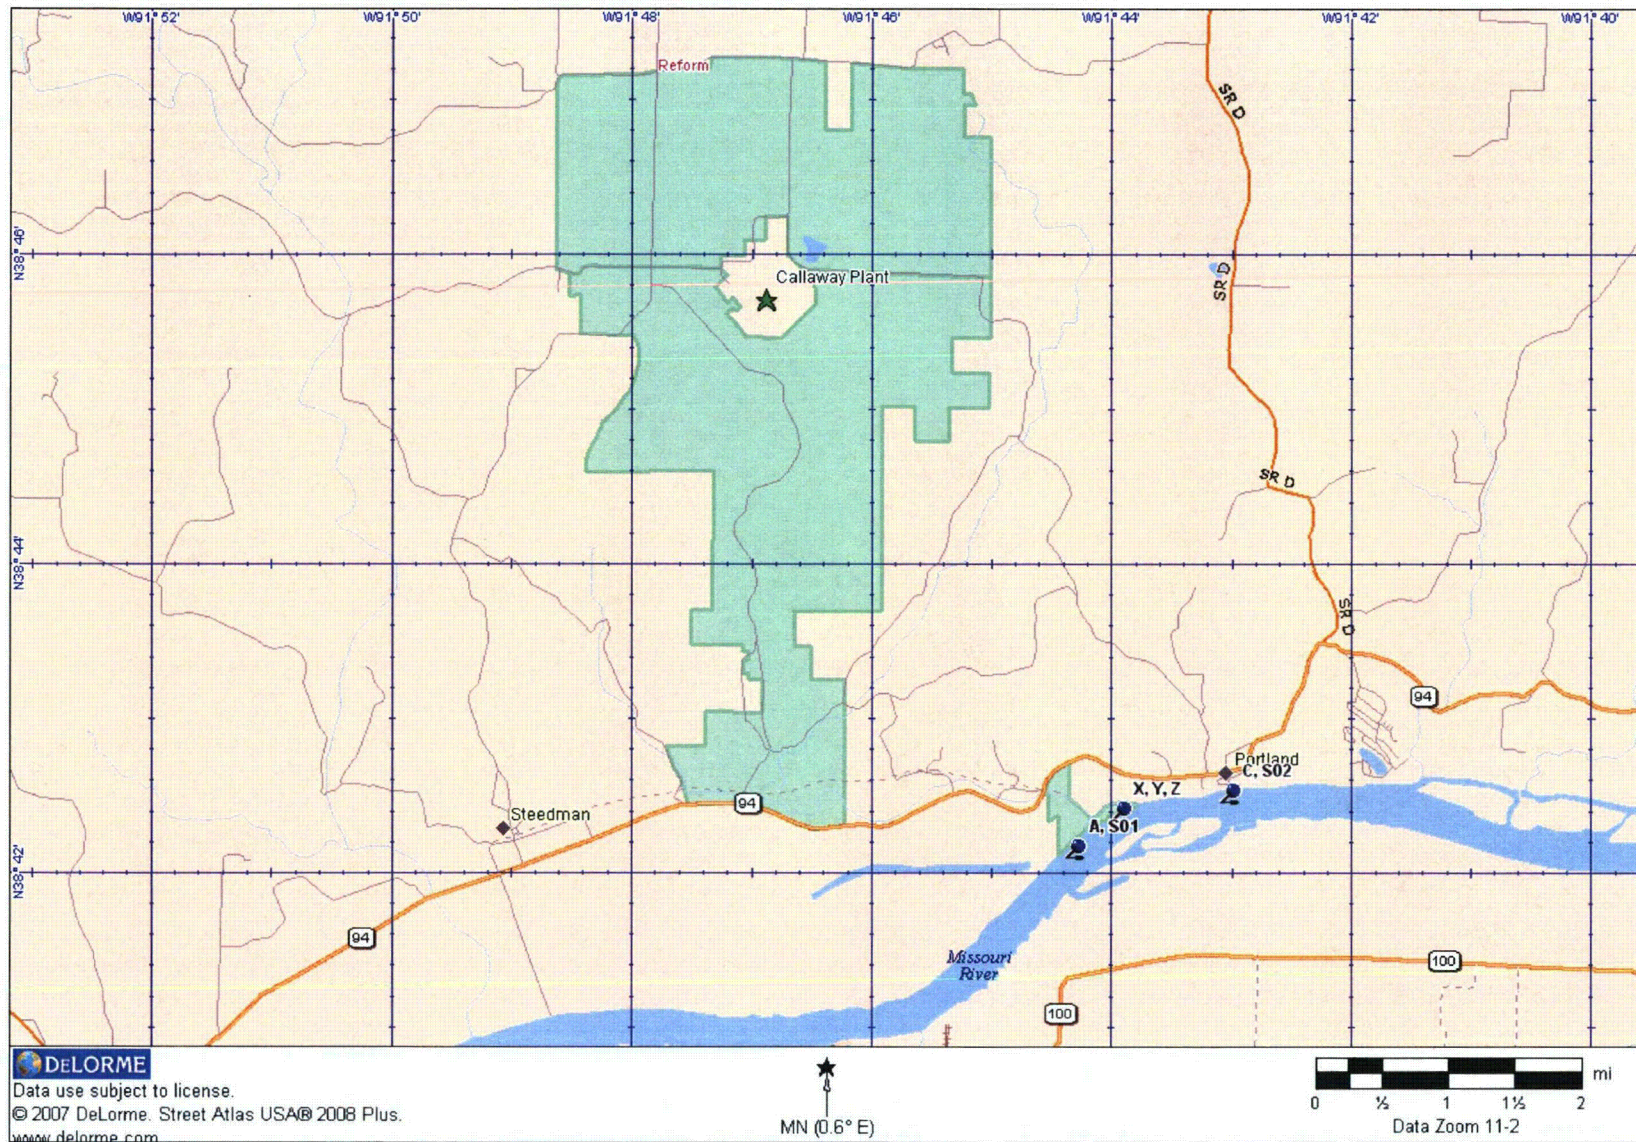 W91°52'
W91°50'
W91°48'
W91°46'
W91°44'
W91°42'
W91°40'
Reform
SR D
N38°46'
Callaway Plant
SR D
SR D
N38°44'
SR D
94
Portland
C, S02
X, Y, Z
94
Steedman
A, S01
N38°42'
94
Missouri
River
100
100
DELORME
Data use subject to license.
© 2007 DeLorme. Street Atlas USA® 2008 Plus.
www.delorme.com
MN (0.6° E)
mi
0 ½ 1 1½ 2
Data Zoom 11-2